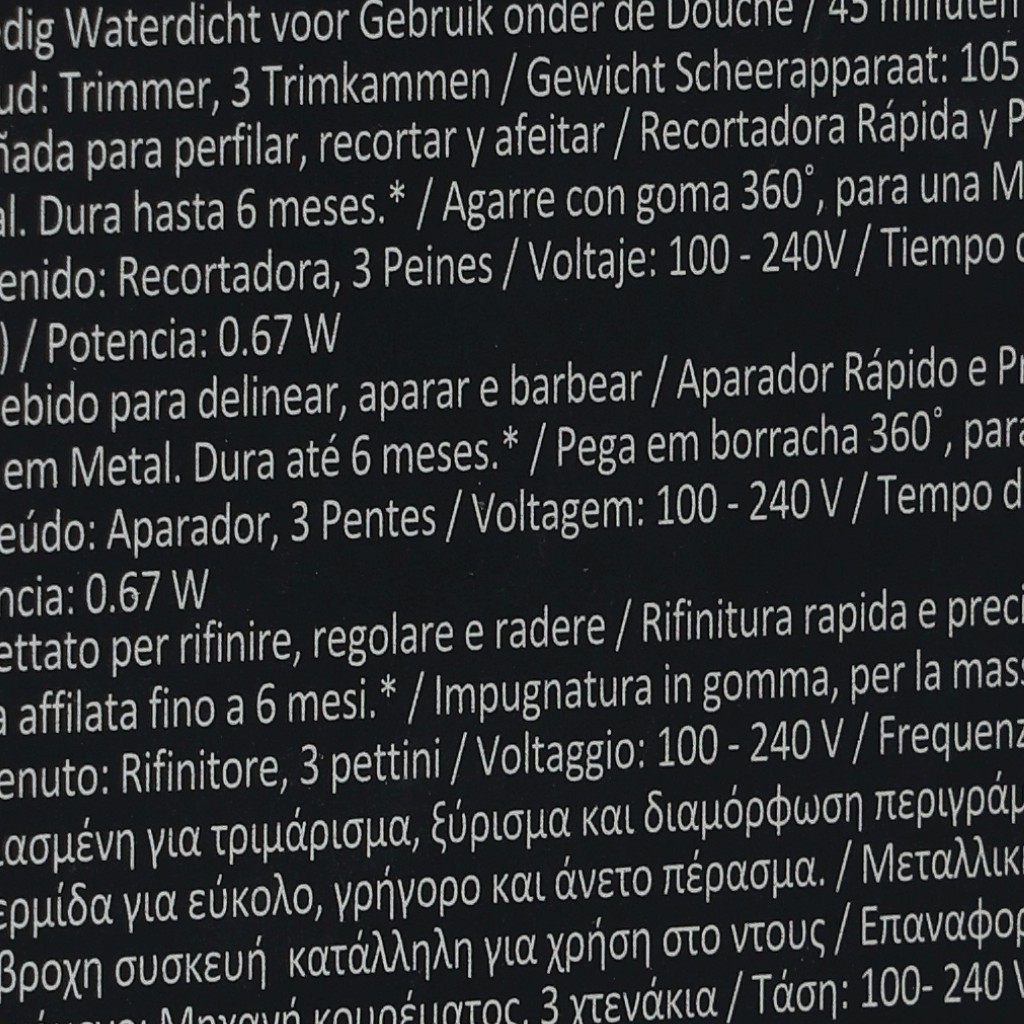 dig Waterdicht voor Gebruik onder de Douche / 45 minuten
ud: Trimmer, 3 Trimkammen / Gewicht Scheerapparaat: 105
ñada para perfilar, recortar y afeitar / Recortadora Rápida y P
al. Dura hasta 6 meses.* / Agarre con goma 360°, para una M
enido: Recortadora, 3 Peines / Voltaje: 100 - 240V / Tiempo
) / Potencia: 0.67 W
ebido para delinear, aparar e barbear / Aparador Rápido e Pr
em Metal. Dura até 6 meses.* / Pega em borracha 360°, para
eúdo: Aparador, 3 Pentes / Voltagem: 100 - 240 V / Tempo d
ncia: 0.67 W
ettato per rifinire, regolare e radere / Rifinitura rapida e preci
a affilata fino a 6 mesi.* / Impugnatura in gomma, per la mass
enuto: Rifinitore, 3 pettini / Voltaggio: 100 - 240 V / Frequenz
ιασμένη για τριμάρισμα, ξύρισμα και διαμόρφωση περιγράμ
ερμίδα για εύκολο, γρήγορο και άνετο πέρασμα. / Μεταλλικ
βροχη συσκευή κατάλληλη για χρήση στο ντους / Επαναφορ
Μηχανή κουρέματος, 3 χτενάκια / Τάση: 100- 240 V